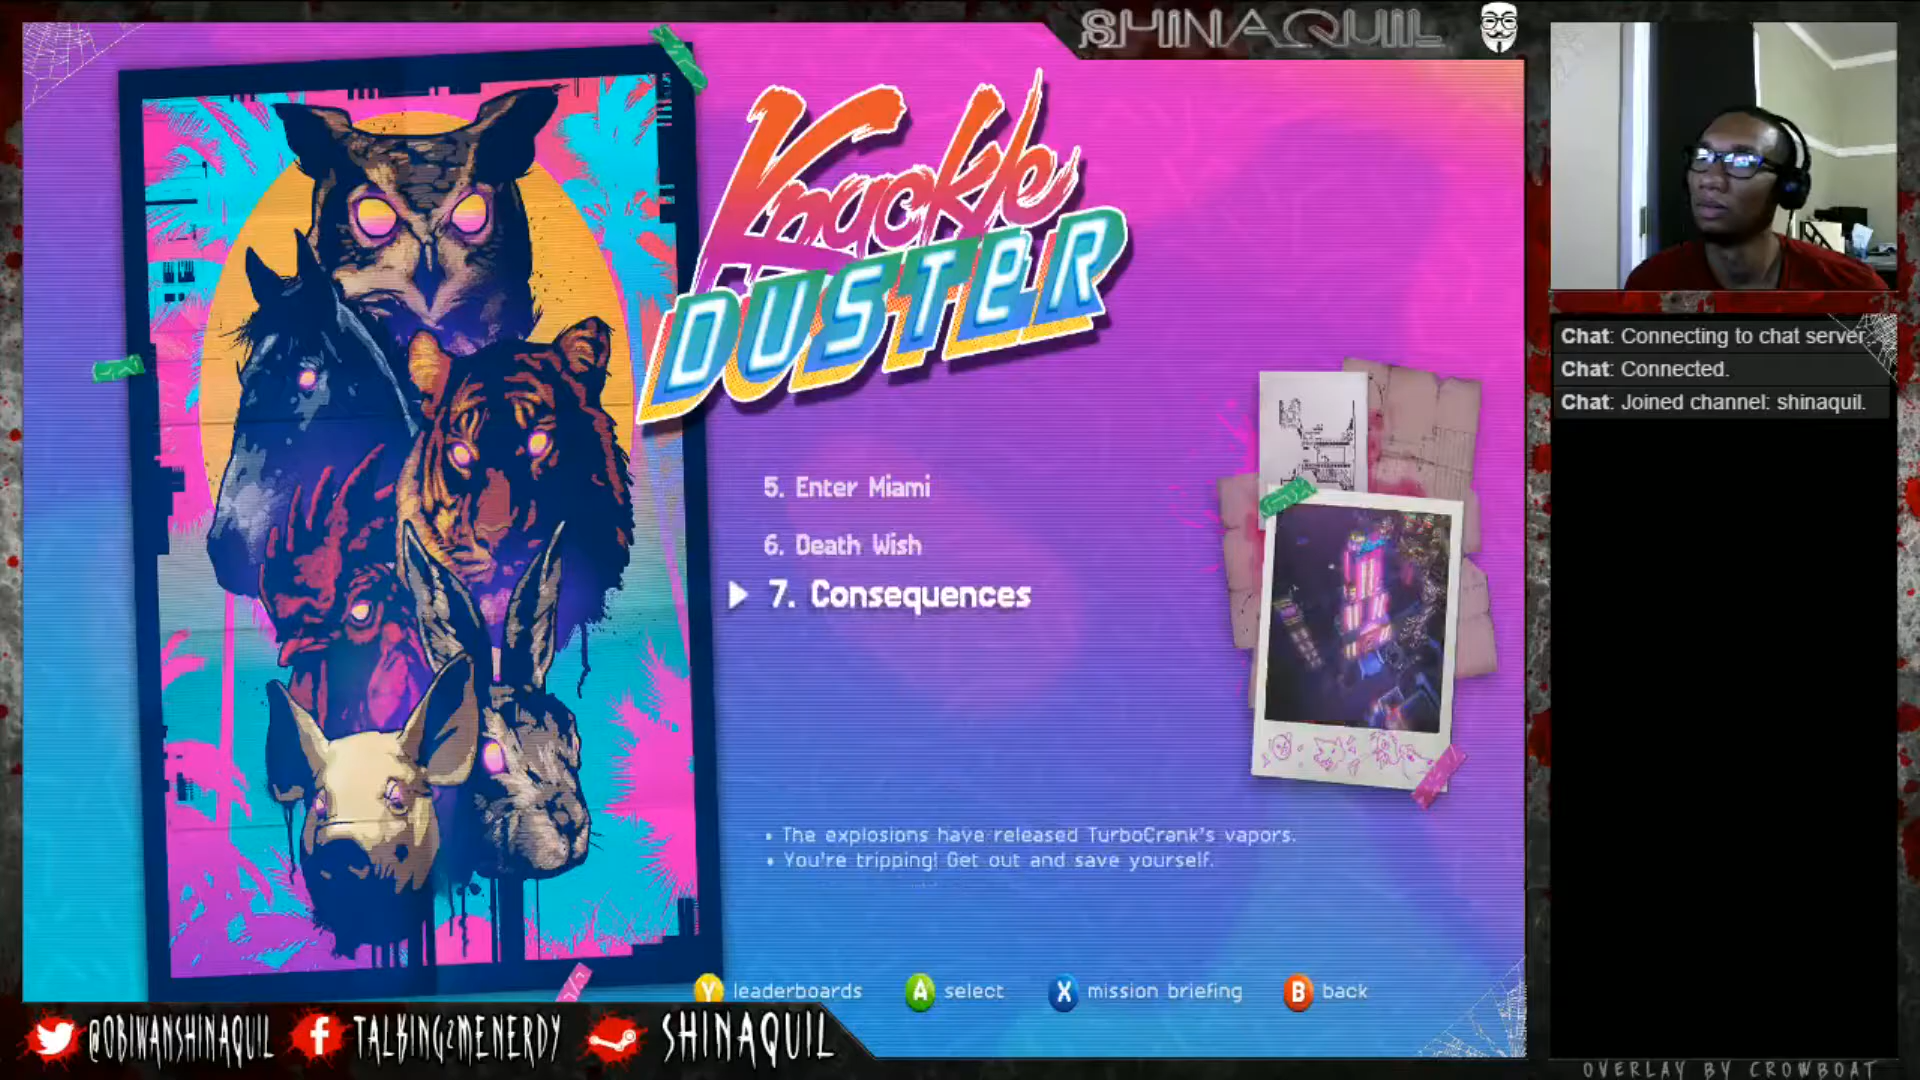 SHINAQUIL
Knuckle
DUSTER
Chat: Connecting to chat server
Chat: Connected.
Chat: Joined channel: shinaquil.
5. Enter Miami
6. Death Wish
7. Consequences
• The explosions have released TurboCrank's vapors.
• You're tripping! Get out and save yourself.
Y leaderboards
A select
X mission briefing
B back
@OBIWANSHINAQUIL
TALKING2MENERDY
SHINAQUIL
OVERLAY BY CROWBOAT